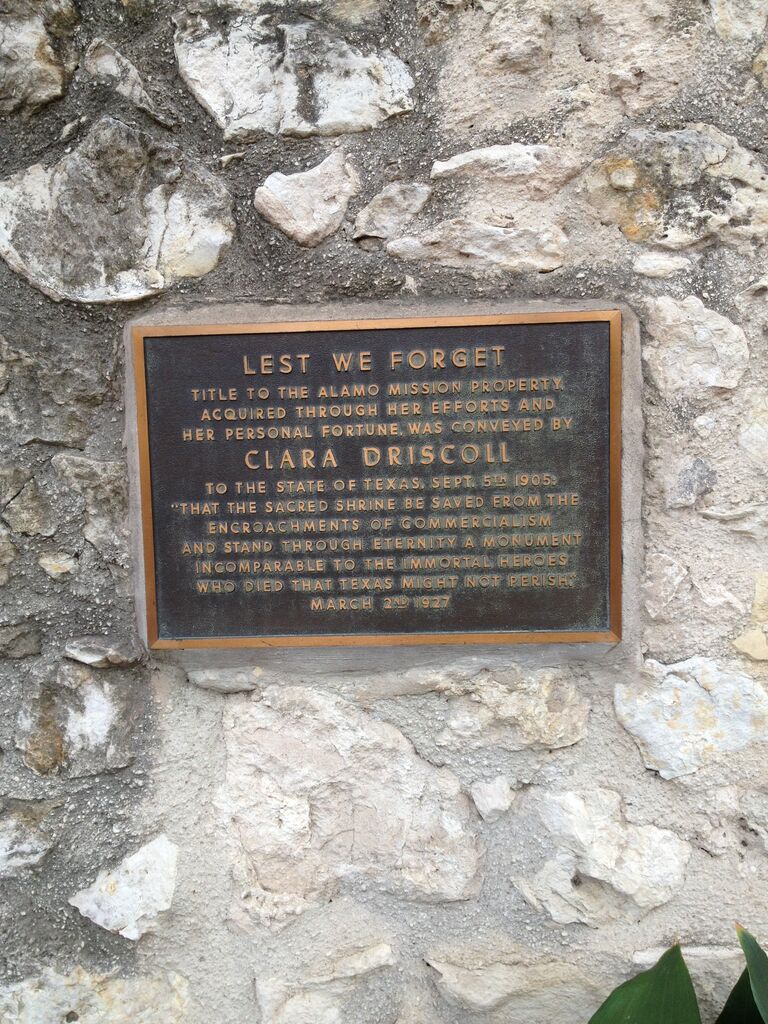 LEST WE FORGET
TITLE TO THE ALAMO MISSION PROPERTY,
ACQUIRED THROUGH HER EFFORTS AND
HER PERSONAL FORTUNE, WAS CONVEYED BY
CLARA DRISCOLL
TO THE STATE OF TEXAS, SEPT. 5TH 1905:
"THAT THE SACRED SHRINE BE SAVED FROM THE
ENCROACHMENTS OF COMMERCIALISM
AND STAND THROUGH ETERNITY A MONUMENT
INCOMPARABLE TO THE IMMORTAL HEROES
WHO DIED THAT TEXAS MIGHT NOT PERISH."
MARCH 2ND 1927